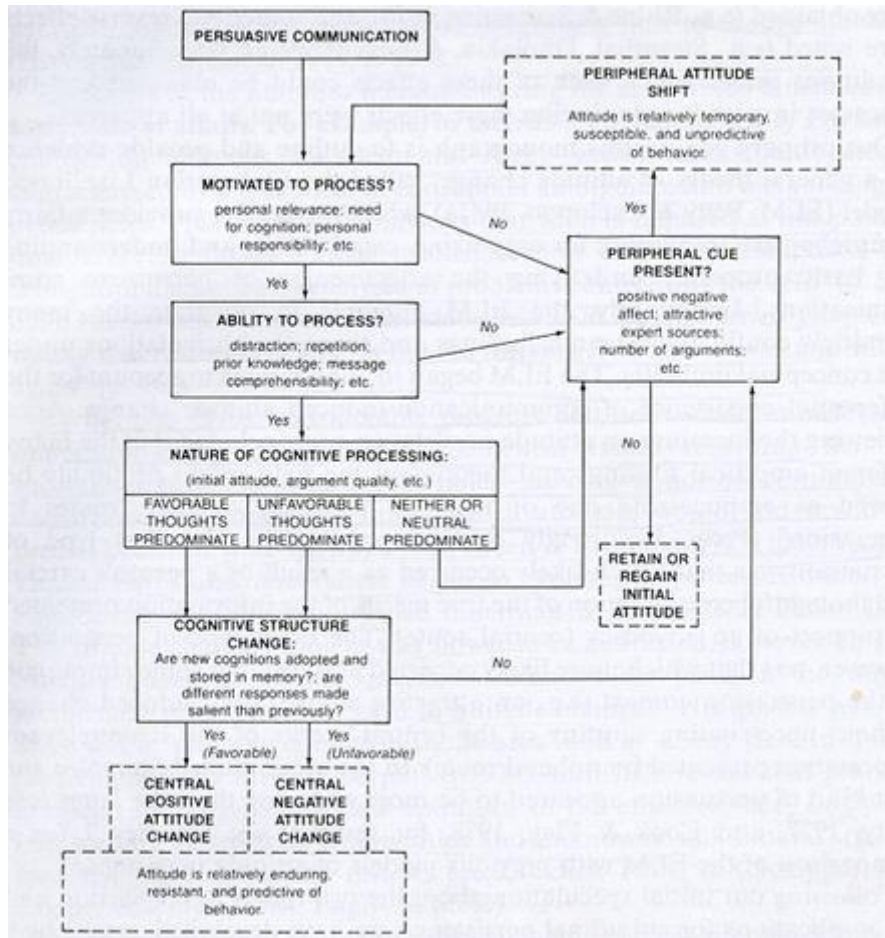 PERSUASIVE COMMUNICATION
PERIPHERAL ATTITUDE
SHIFT
Attitude is relatively temporary,
susceptible, and unpredictive
of behavior.
MOTIVATED TO PROCESS?
personal relevance; need
for cognition; personal
responsibility; etc.
No
Yes
PERIPHERAL CUE
PRESENT?
positive negative
affect; attractive
expert sources;
number of arguments;
etc.
Yes
ABILITY TO PROCESS?
distraction; repetition;
prior knowledge; message
comprehensibility; etc.
No
Yes
No
NATURE OF COGNITIVE PROCESSING:
(initial attitude, argument quality, etc.)
FAVORABLE
THOUGHTS
PREDOMINATE
UNFAVORABLE
THOUGHTS
PREDOMINATE
NEITHER OR
NEUTRAL
PREDOMINATE
RETAIN OR
REGAIN
INITIAL
ATTITUDE
COGNITIVE STRUCTURE
CHANGE:
Are new cognitions adopted and
stored in memory?; are
different responses made
salient than previously?
No
Yes
(Favorable)
Yes
(Unfavorable)
CENTRAL
POSITIVE
ATTITUDE
CHANGE
CENTRAL
NEGATIVE
ATTITUDE
CHANGE
Attitude is relatively enduring,
resistant, and predictive of
behavior.